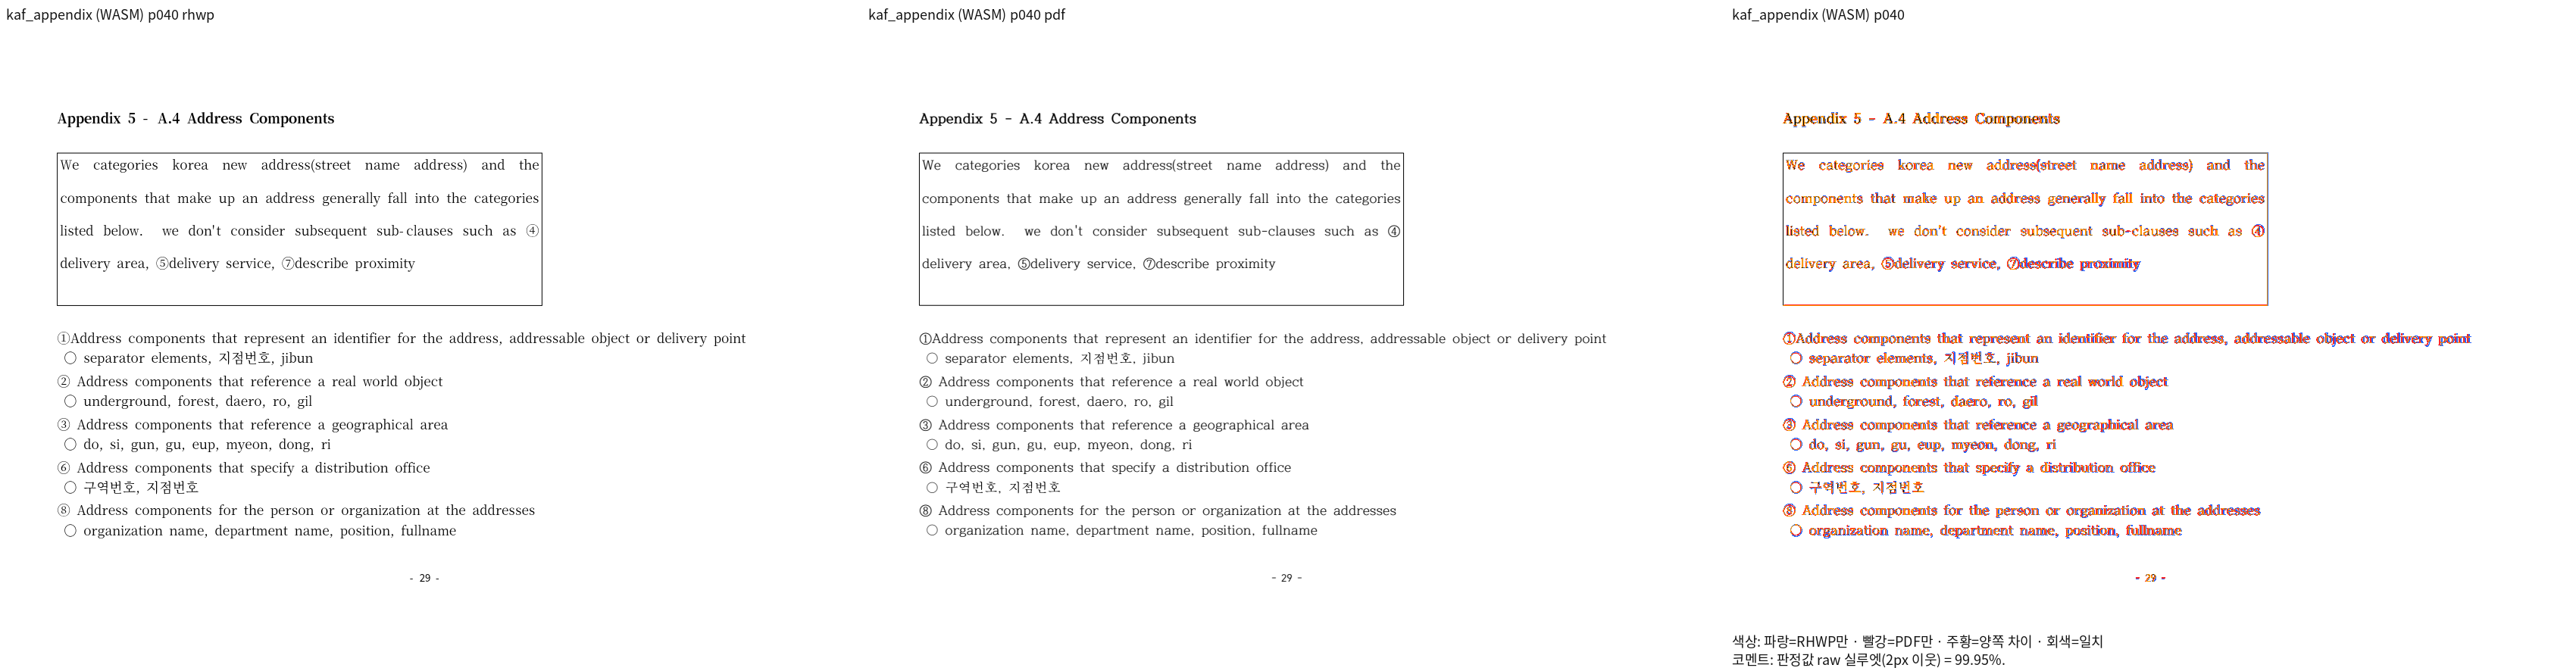 kaf_appendix (WASM) p040 rhwp
Appendix 5 - A.4 Address Components
We categories korea new address(street name address) and the
components that make up an address generally fall into the categories
listed below. we don't consider subsequent sub-clauses such as ④
delivery area, ⑤delivery service, ⑦describe proximity
①Address components that represent an identifier for the address, addressable object or delivery point
○ separator elements, 지점번호, jibun
② Address components that reference a real world object
○ underground, forest, daero, ro, gil
③ Address components that reference a geographical area
○ do, si, gun, gu, eup, myeon, dong, ri
⑥ Address components that specify a distribution office
○ 구역번호, 지점번호
⑧ Address components for the person or organization at the addresses
○ organization name, department name, position, fullname
- 29 -
kaf_appendix (WASM) p040 pdf
Appendix 5 - A.4 Address Components
We categories korea new address(street name address) and the
components that make up an address generally fall into the categories
listed below. we don't consider subsequent sub-clauses such as ④
delivery area, ⑤delivery service, ⑦describe proximity
①Address components that represent an identifier for the address, addressable object or delivery point
○ separator elements, 지점번호, jibun
② Address components that reference a real world object
○ underground, forest, daero, ro, gil
③ Address components that reference a geographical area
○ do, si, gun, gu, eup, myeon, dong, ri
⑥ Address components that specify a distribution office
○ 구역번호, 지점번호
⑧ Address components for the person or organization at the addresses
○ organization name, department name, position, fullname
- 29 -
kaf_appendix (WASM) p040
Appendix 5 - A.4 Address Components
We categories korea new address(street name address) and the
components that make up an address generally fall into the categories
listed below. we don't consider subsequent sub-clauses such as ④
delivery area, ⑤delivery service, ⑦describe proximity
①Address components that represent an identifier for the address, addressable object or delivery point
○ separator elements, 지점번호, jibun
② Address components that reference a real world object
○ underground, forest, daero, ro, gil
③ Address components that reference a geographical area
○ do, si, gun, gu, eup, myeon, dong, ri
⑥ Address components that specify a distribution office
○ 구역번호, 지점번호
⑧ Address components for the person or organization at the addresses
○ organization name, department name, position, fullname
- 29 -
색상: 파랑=RHWP만 · 빨강=PDF만 · 주황=양쪽 차이 · 회색=일치
코멘트: 판정값 raw 실루엣(2px 이웃) = 99.95%.